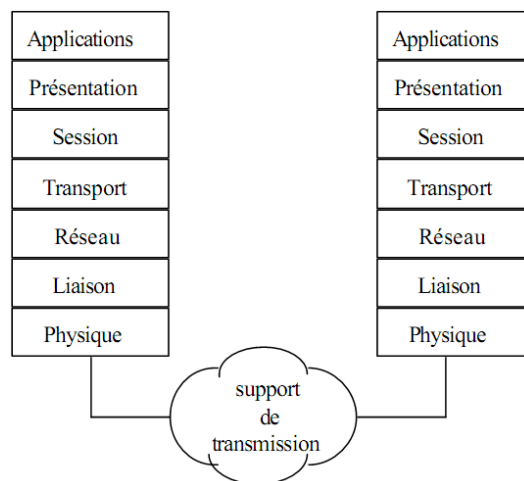 Applications
Présentation
Session
Transport
Réseau
Liaison
Physique
Applications
Présentation
Session
Transport
Réseau
Liaison
Physique
support
de
transmission